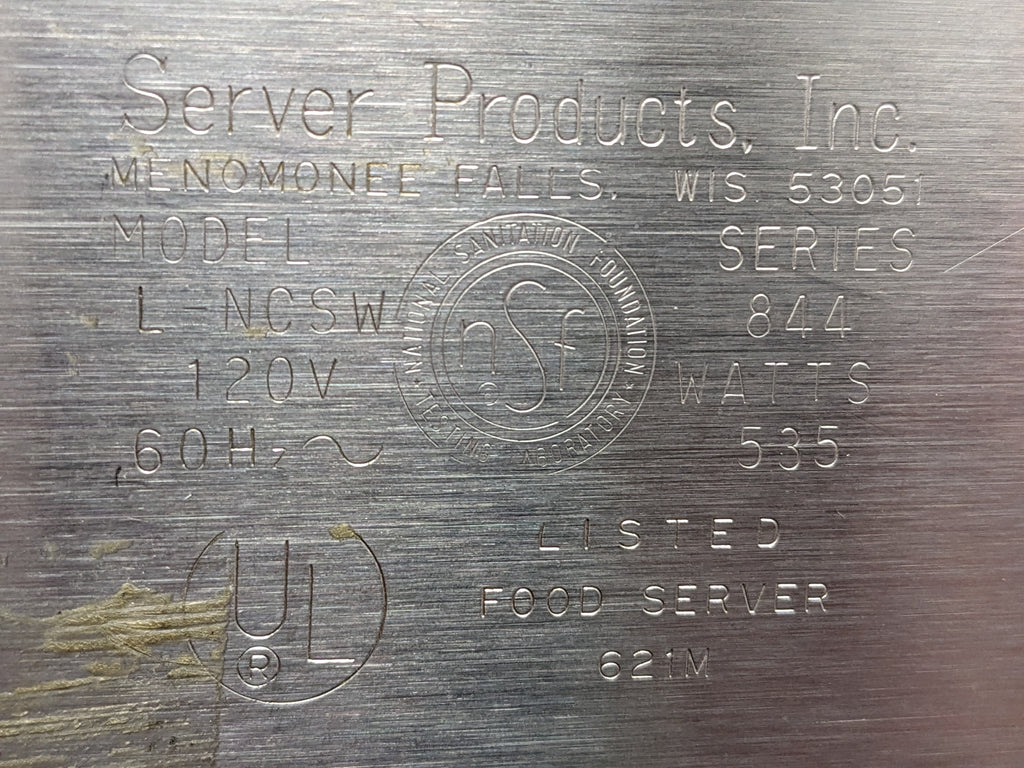 Server Products, Inc.
MENOMONEE FALLS, WIS. 53051
MODEL
SERIES
L-NCSW
844
120V
WATTS
60Hz ~
535
NATIONAL SANITATION FOUNDATION
nsf
TESTING LABORATORY
UL
®
LISTED
FOOD SERVER
621M